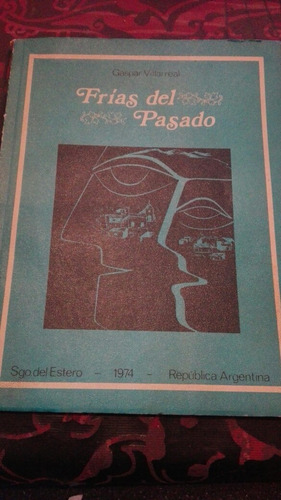 Gaspar Villarreal
Frías del
Pasado
Sgo. del Estero - 1974 - República Argentina